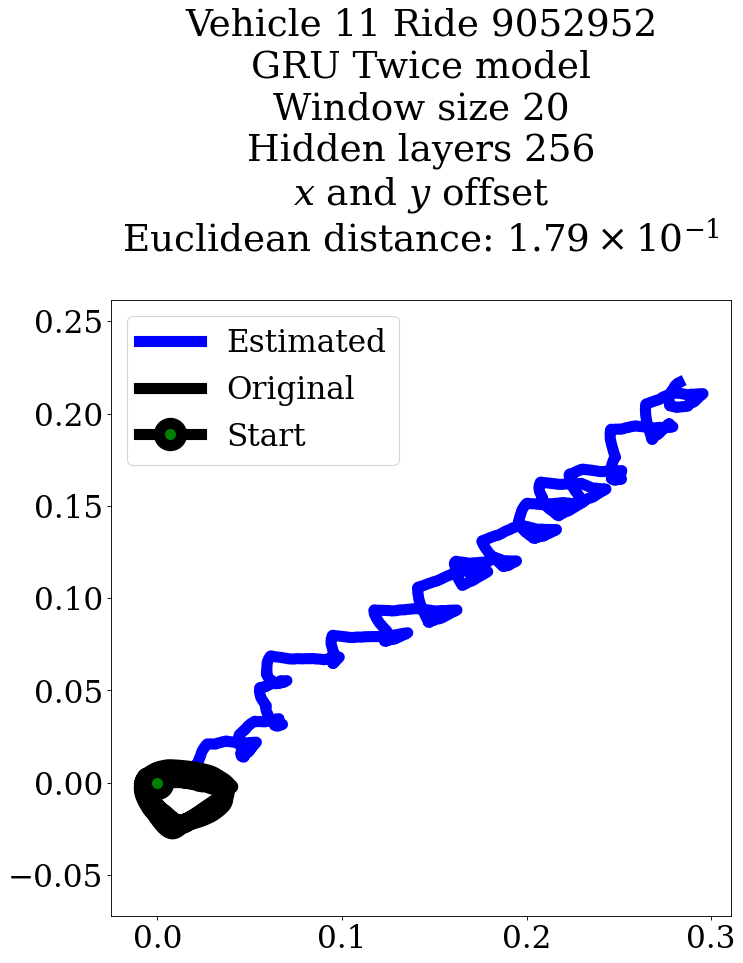 Vehicle 11 Ride 9052952
GRU Twice model
Window size 20
Hidden layers 256
x and y offset
Euclidean distance: 1.79 × 10⁻¹
0.25
0.20
0.15
0.10
0.05
0.00
−0.05
Estimated
Original
Start
0.0 0.1 0.2 0.3